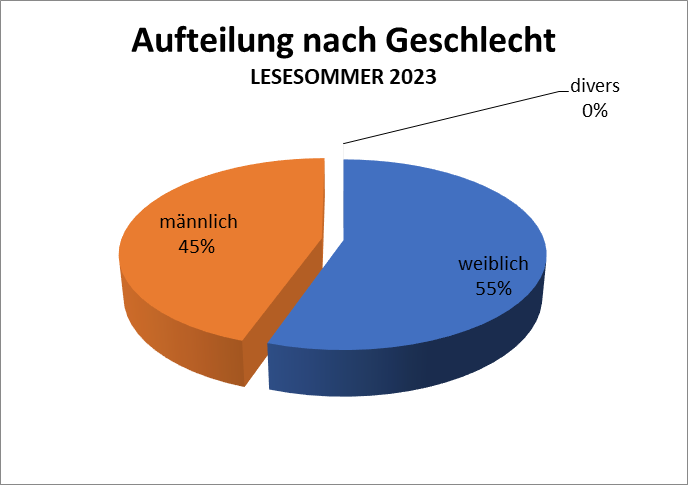 Aufteilung nach Geschlecht
LESESOMMER 2023
divers
0%
männlich
45%
weiblich
55%